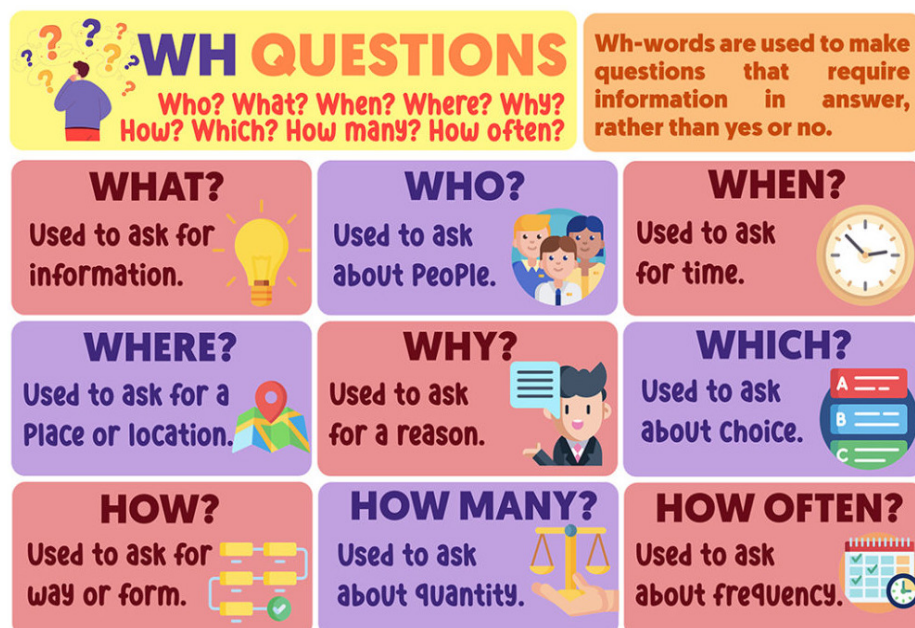 WH QUESTIONS
Who? What? When? Where? Why?
How? Which? How many? How often?
Wh-words are used to make
questions that require
information in answer,
rather than yes or no.
WHAT?
Used to ask for
information.
WHO?
Used to ask
about PeoPle.
WHEN?
Used to ask
for time.
WHERE?
Used to ask for a
Place or location.
WHY?
Used to ask
for a reason.
WHICH?
Used to ask
about Choice.
A
B
C
HOW?
Used to ask for
way or form.
HOW MANY?
Used to ask
about quantity.
HOW OFTEN?
Used to ask
about frequency.